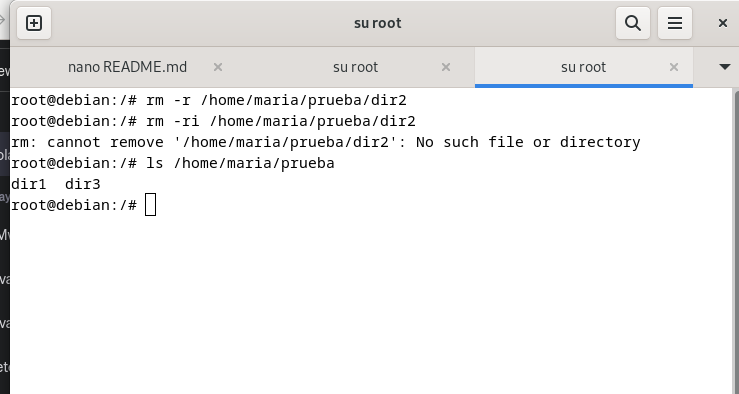 su root
nano README.md
su root
su root
root@debian:/# rm -r /home/maria/prueba/dir2
root@debian:/# rm -ri /home/maria/prueba/dir2
rm: cannot remove '/home/maria/prueba/dir2': No such file or directory
root@debian:/# ls /home/maria/prueba
dir1  dir3
root@debian:/#